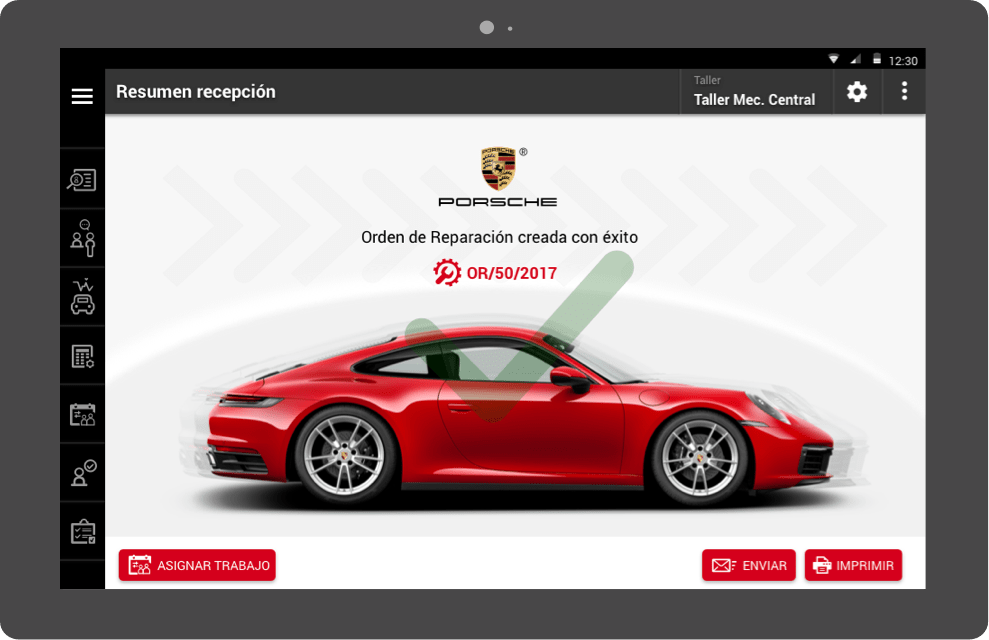 12:30
Resumen recepción
Taller
Taller Mec. Central
PORSCHE
®
PORSCHE
Orden de Reparación creada con éxito
OR/50/2017
ASIGNAR TRABAJO
ENVIAR
IMPRIMIR